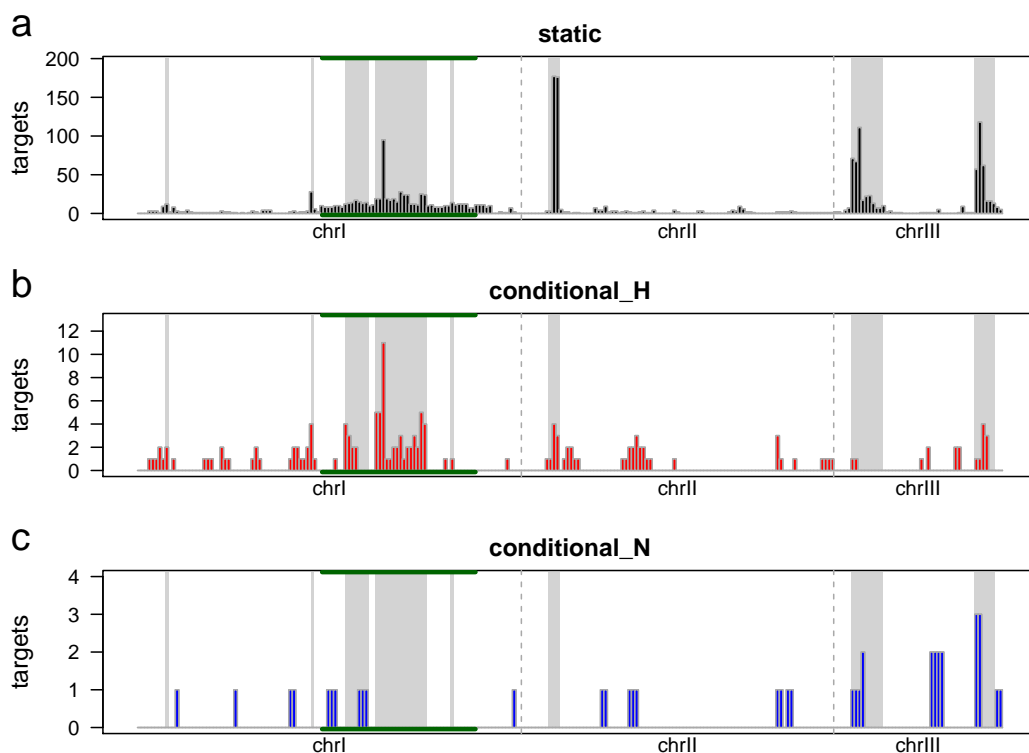 a
static
targets
200
150
100
50
0
chrI chrII chrIII
b
conditional_H
targets
12
10
8
6
4
2
0
chrI chrII chrIII
c
conditional_N
targets
4
3
2
1
0
chrI chrII chrIII